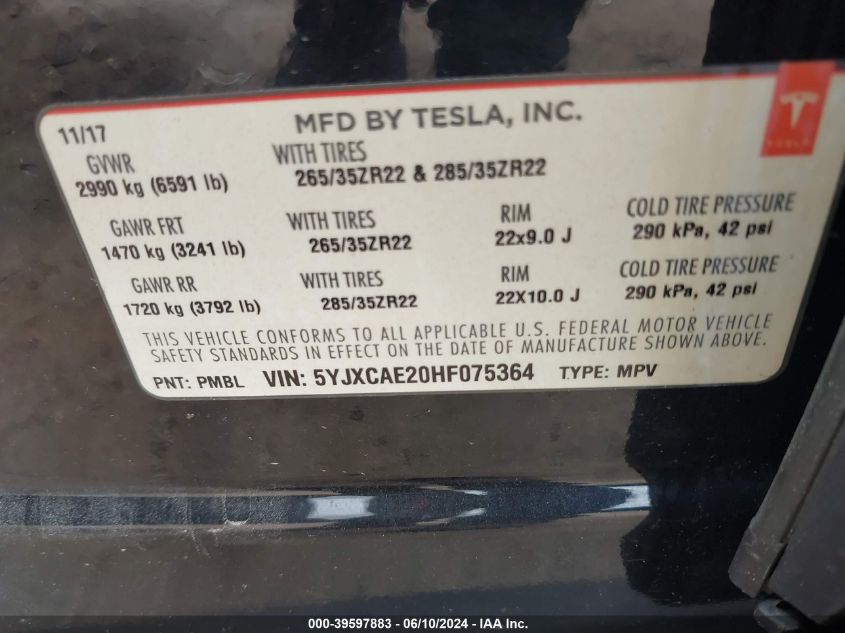 11/17
MFD BY TESLA, INC.
TESLA
GVWR
2990 kg (6591 lb)
WITH TIRES
265/35ZR22 & 285/35ZR22
GAWR FRT
1470 kg (3241 lb)
WITH TIRES
265/35ZR22
RIM
22x9.0 J
COLD TIRE PRESSURE
290 kPa, 42 psi
GAWR RR
1720 kg (3792 lb)
WITH TIRES
285/35ZR22
RIM
22X10.0 J
COLD TIRE PRESSURE
290 kPa, 42 psi
THIS VEHICLE CONFORMS TO ALL APPLICABLE U.S. FEDERAL MOTOR VEHICLE
SAFETY STANDARDS IN EFFECT ON THE DATE OF MANUFACTURE SHOWN ABOVE.
PNT: PMBL VIN: 5YJXCAE20HF075364 TYPE: MPV
000-39597883 - 06/10/2024 - IAA Inc.